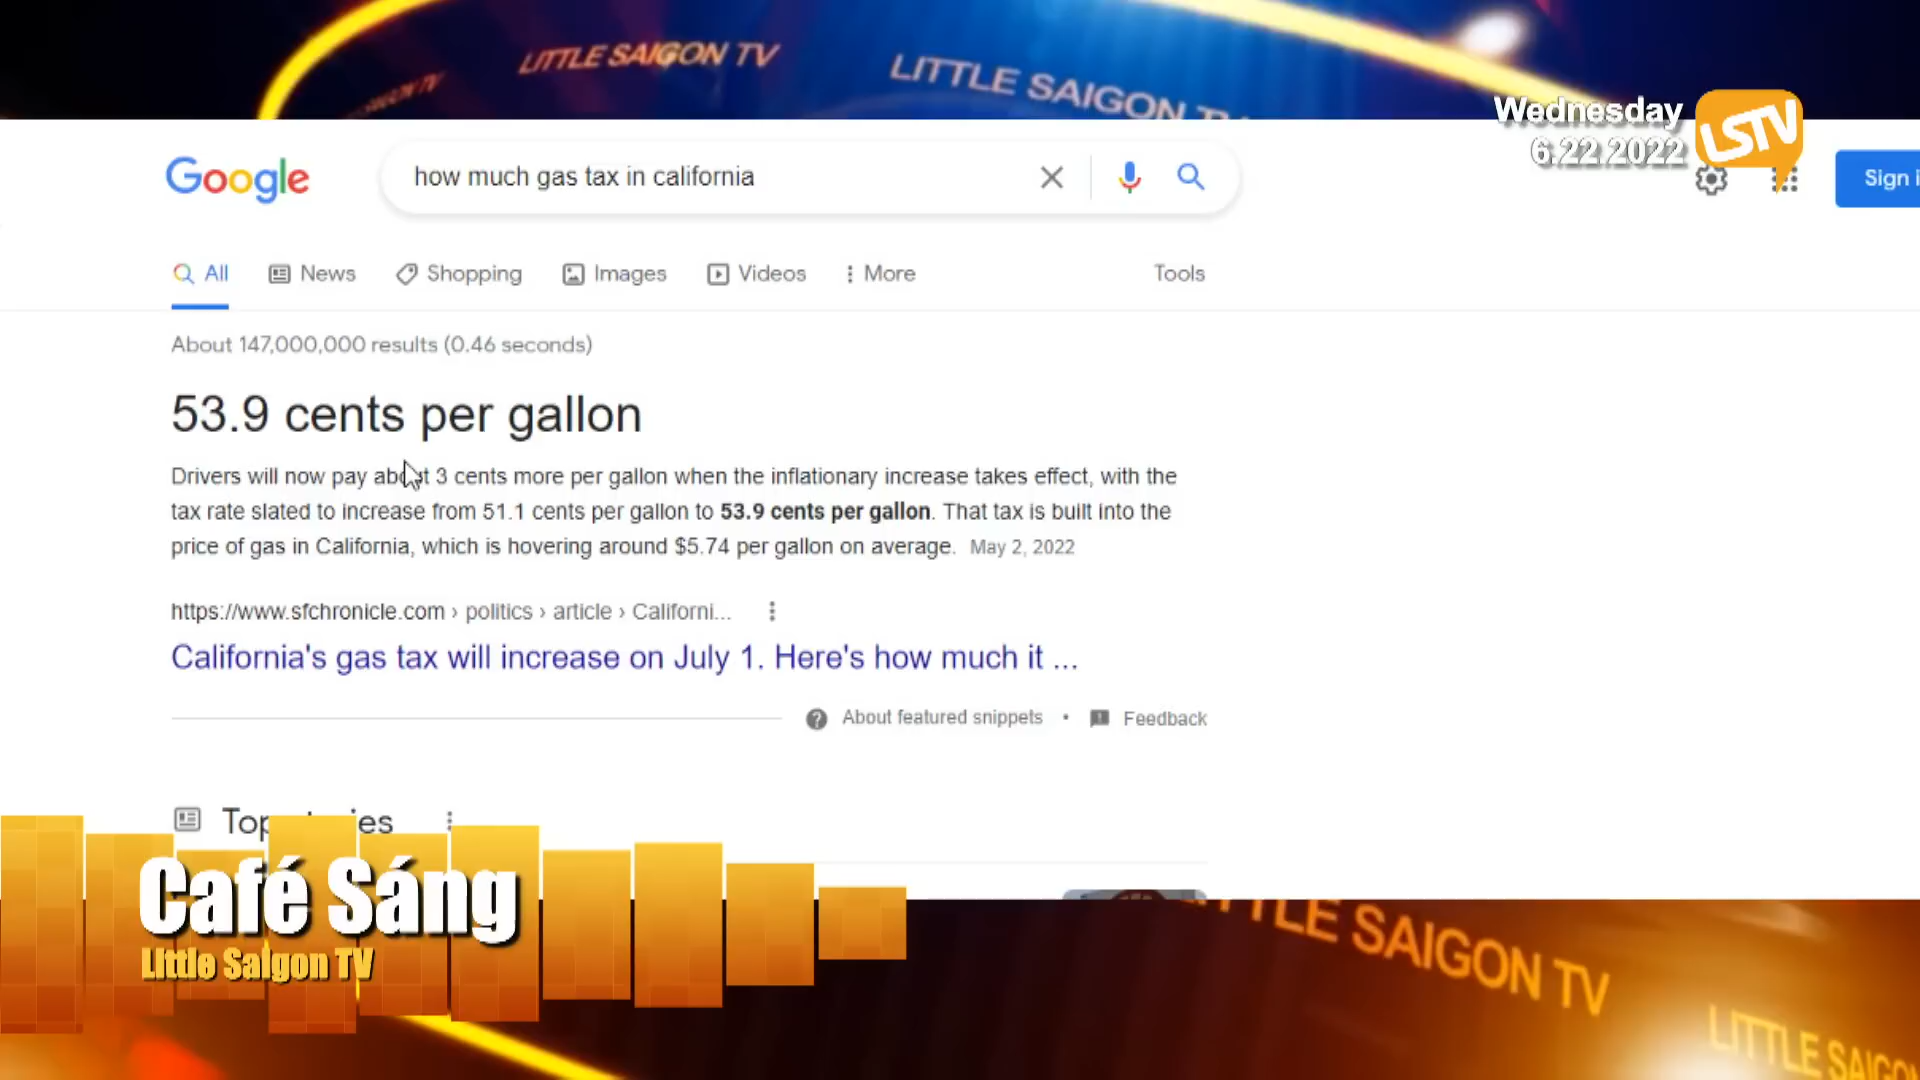 LITTLE SAIGON TV
LITTLE SAIGON TV
SAIGON TV
Wednesday
6.22.2022
LSTV
Google
how much gas tax in california
Sign i
All
News
Shopping
Images
Videos
More
Tools
About 147,000,000 results (0.46 seconds)
53.9 cents per gallon
Drivers will now pay about 3 cents more per gallon when the inflationary increase takes effect, with the
tax rate slated to increase from 51.1 cents per gallon to 53.9 cents per gallon. That tax is built into the
price of gas in California, which is hovering around $5.74 per gallon on average. May 2, 2022
https://www.sfchronicle.com › politics › article › Californi...
California's gas tax will increase on July 1. Here's how much it ...
About featured snippets • Feedback
Café Sáng
Little Saigon TV
TTLE SAIGON TV
LITTLE SAIGON